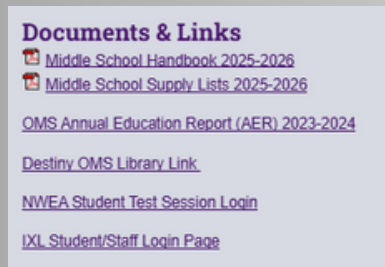 Documents & Links
Middle School Handbook 2025-2026
Middle School Supply Lists 2025-2026
OMS Annual Education Report (AER) 2023-2024
Destiny OMS Library Link
NWEA Student Test Session Login
IXL Student/Staff Login Page